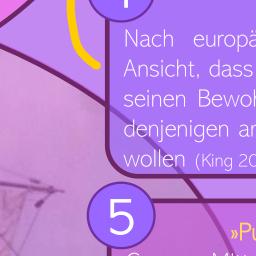 Nach europä
Ansicht, dass
seinen Bewoh
denjenigen an
wollen (King 20
5
»Pu